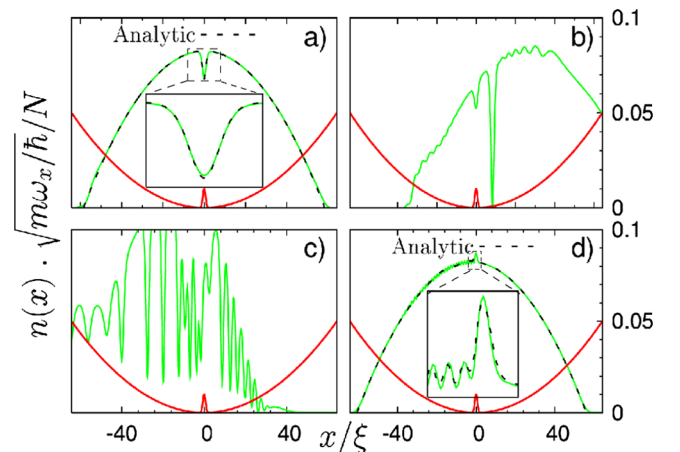 Analytic
a)
b)
0.1
0.05
0
c)
Analytic
d)
0.1
0.05
0
n(x) · √mω_x/ħ/N
-40 0 40
x/ξ
-40 0 40